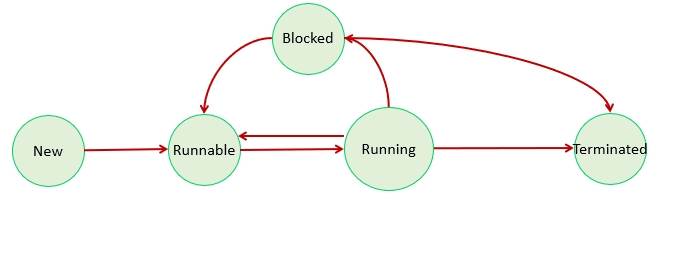 Blocked
New
Runnable
Running
Terminated